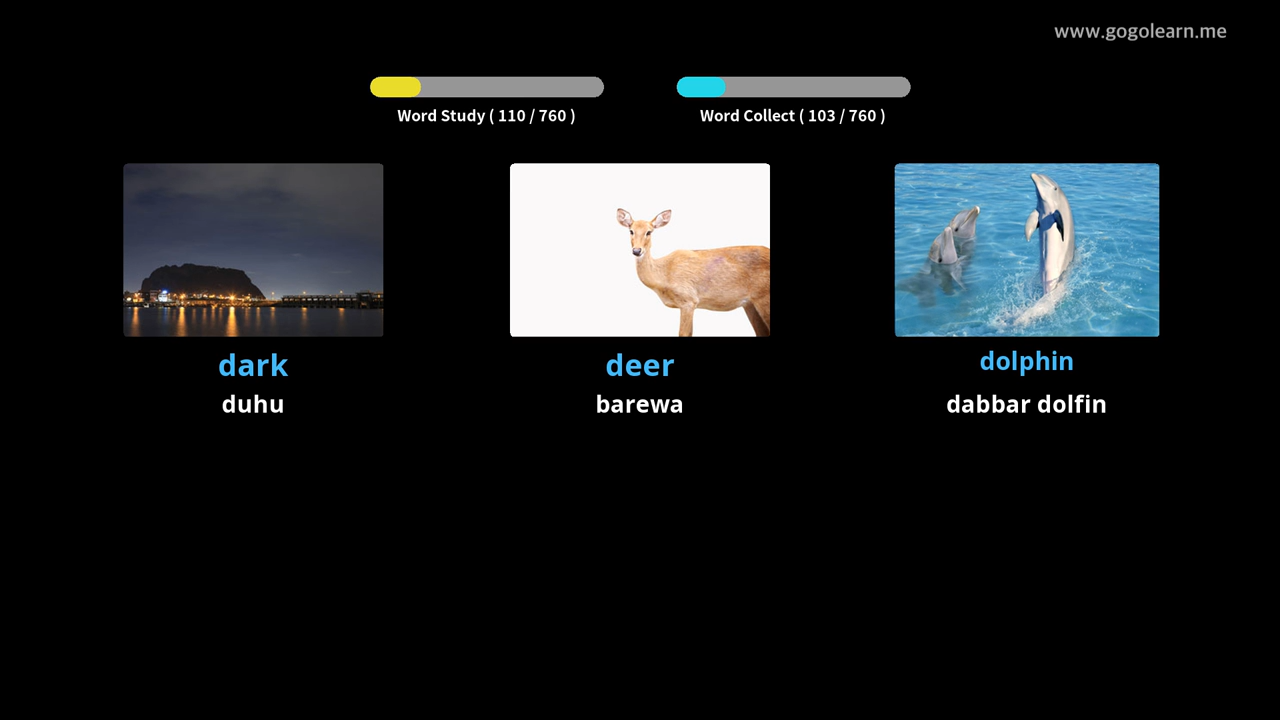 www.gogolearn.me
Word Study ( 110 / 760 )
Word Collect ( 103 / 760 )
dark
deer
dolphin
duhu
barewa
dabbar dolfin